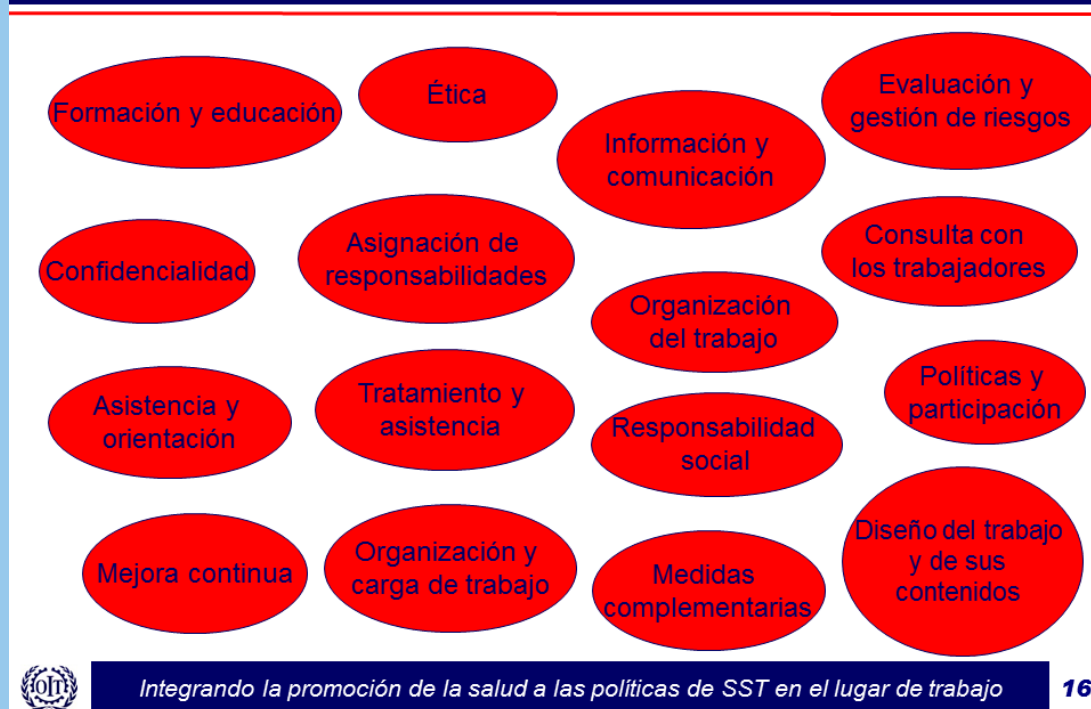 Formación y educación
Ética
Información y
comunicación
Evaluación y
gestión de riesgos
Confidencialidad
Asignación de
responsabilidades
Organización
del trabajo
Consulta con
los trabajadores
Asistencia y
orientación
Tratamiento y
asistencia
Responsabilidad
social
Políticas y
participación
Mejora continua
Organización y
carga de trabajo
Medidas
complementarias
Diseño del trabajo
y de sus
contenidos
OIT
Integrando la promoción de la salud a las políticas de SST en el lugar de trabajo
16